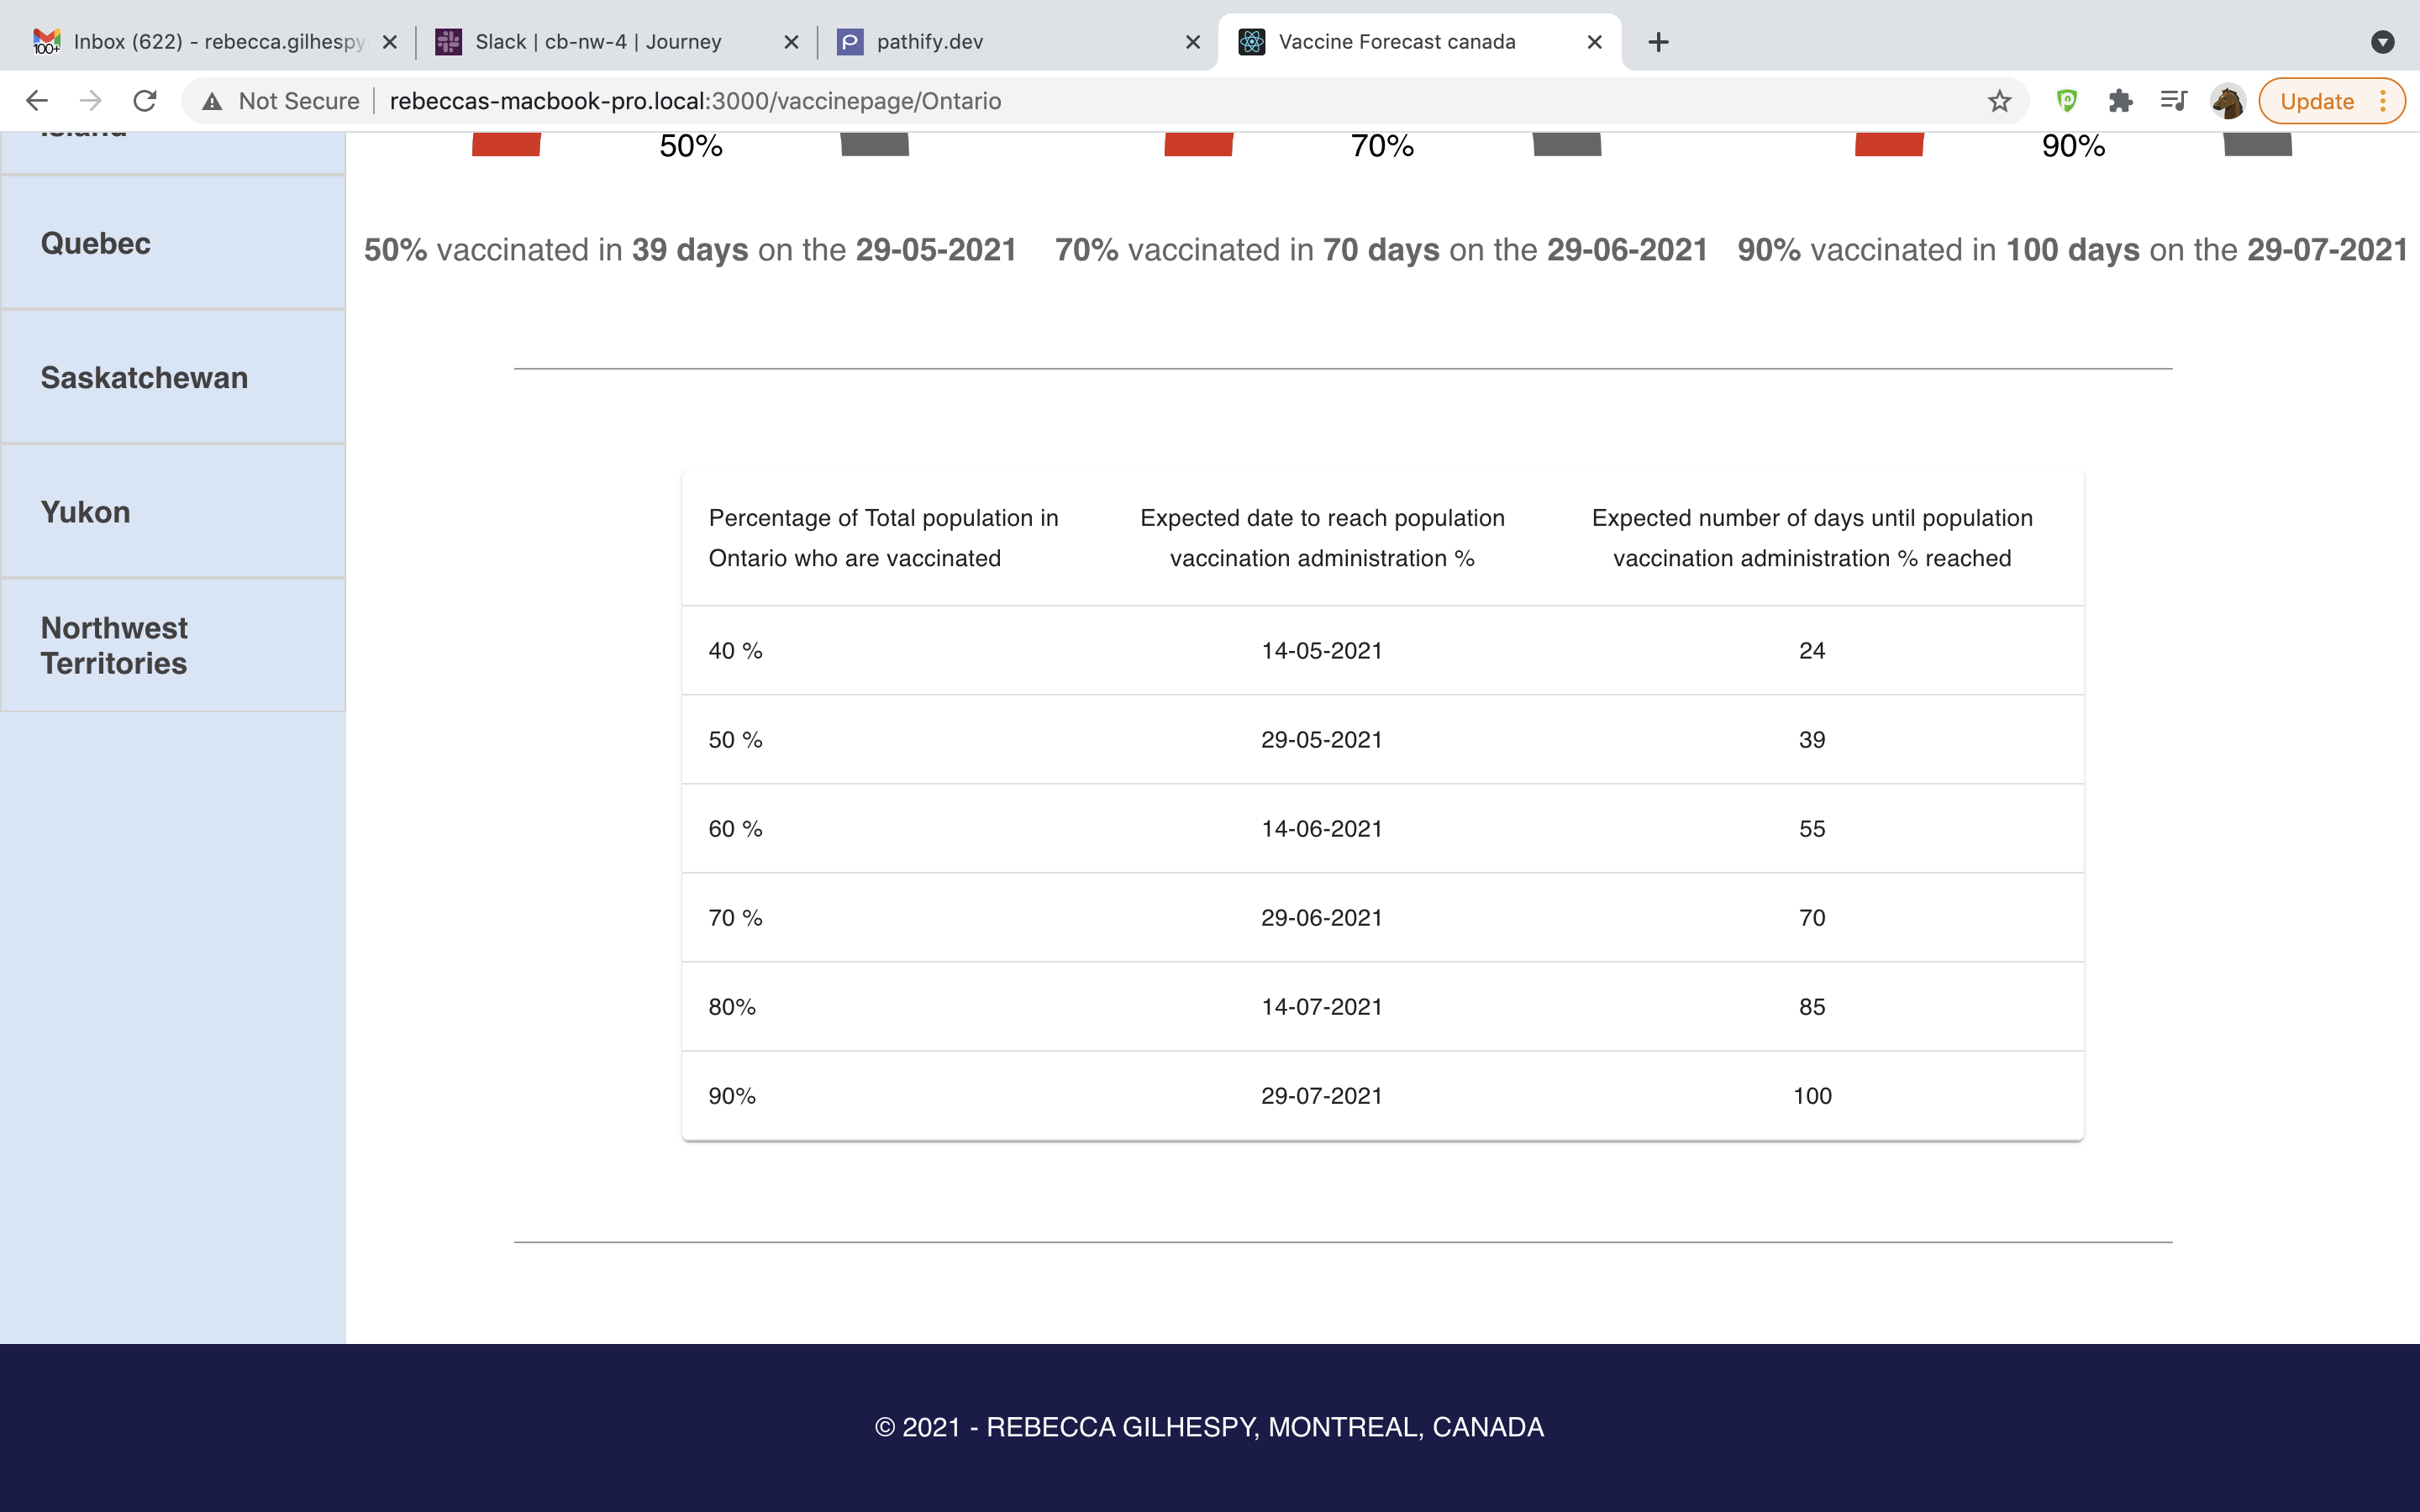 Inbox (622) - rebecca.gilhespy
Slack | cb-nw-4 | Journey
pathify.dev
Vaccine Forecast canada
Not Secure
rebeccas-macbook-pro.local:3000/vaccinepage/Ontario
Update
Island
50%
70%
90%
Quebec
50% vaccinated in 39 days on the 29-05-2021
70% vaccinated in 70 days on the 29-06-2021
90% vaccinated in 100 days on the 29-07-2021
Saskatchewan
Yukon
Northwest
Territories
Percentage of Total population in
Ontario who are vaccinated
Expected date to reach population
vaccination administration %
Expected number of days until population
vaccination administration % reached
40 % 14-05-2021 24
50 % 29-05-2021 39
60 % 14-06-2021 55
70 % 29-06-2021 70
80% 14-07-2021 85
90% 29-07-2021 100
© 2021 - REBECCA GILHESPY, MONTREAL, CANADA